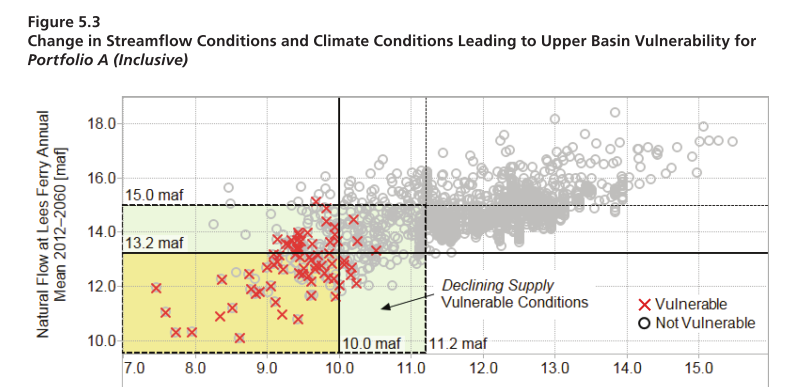 Figure 5.3
Change in Streamflow Conditions and Climate Conditions Leading to Upper Basin Vulnerability for
Portfolio A (Inclusive)
Natural Flow at Lees Ferry Annual
Mean 2012–2060 [maf]
18.0
16.0
15.0 maf
14.0
13.2 maf
12.0
Declining Supply
Vulnerable Conditions
Vulnerable
Not Vulnerable
10.0
10.0 maf
11.2 maf
7.0 8.0 9.0 10.0 11.0 12.0 13.0 14.0 15.0